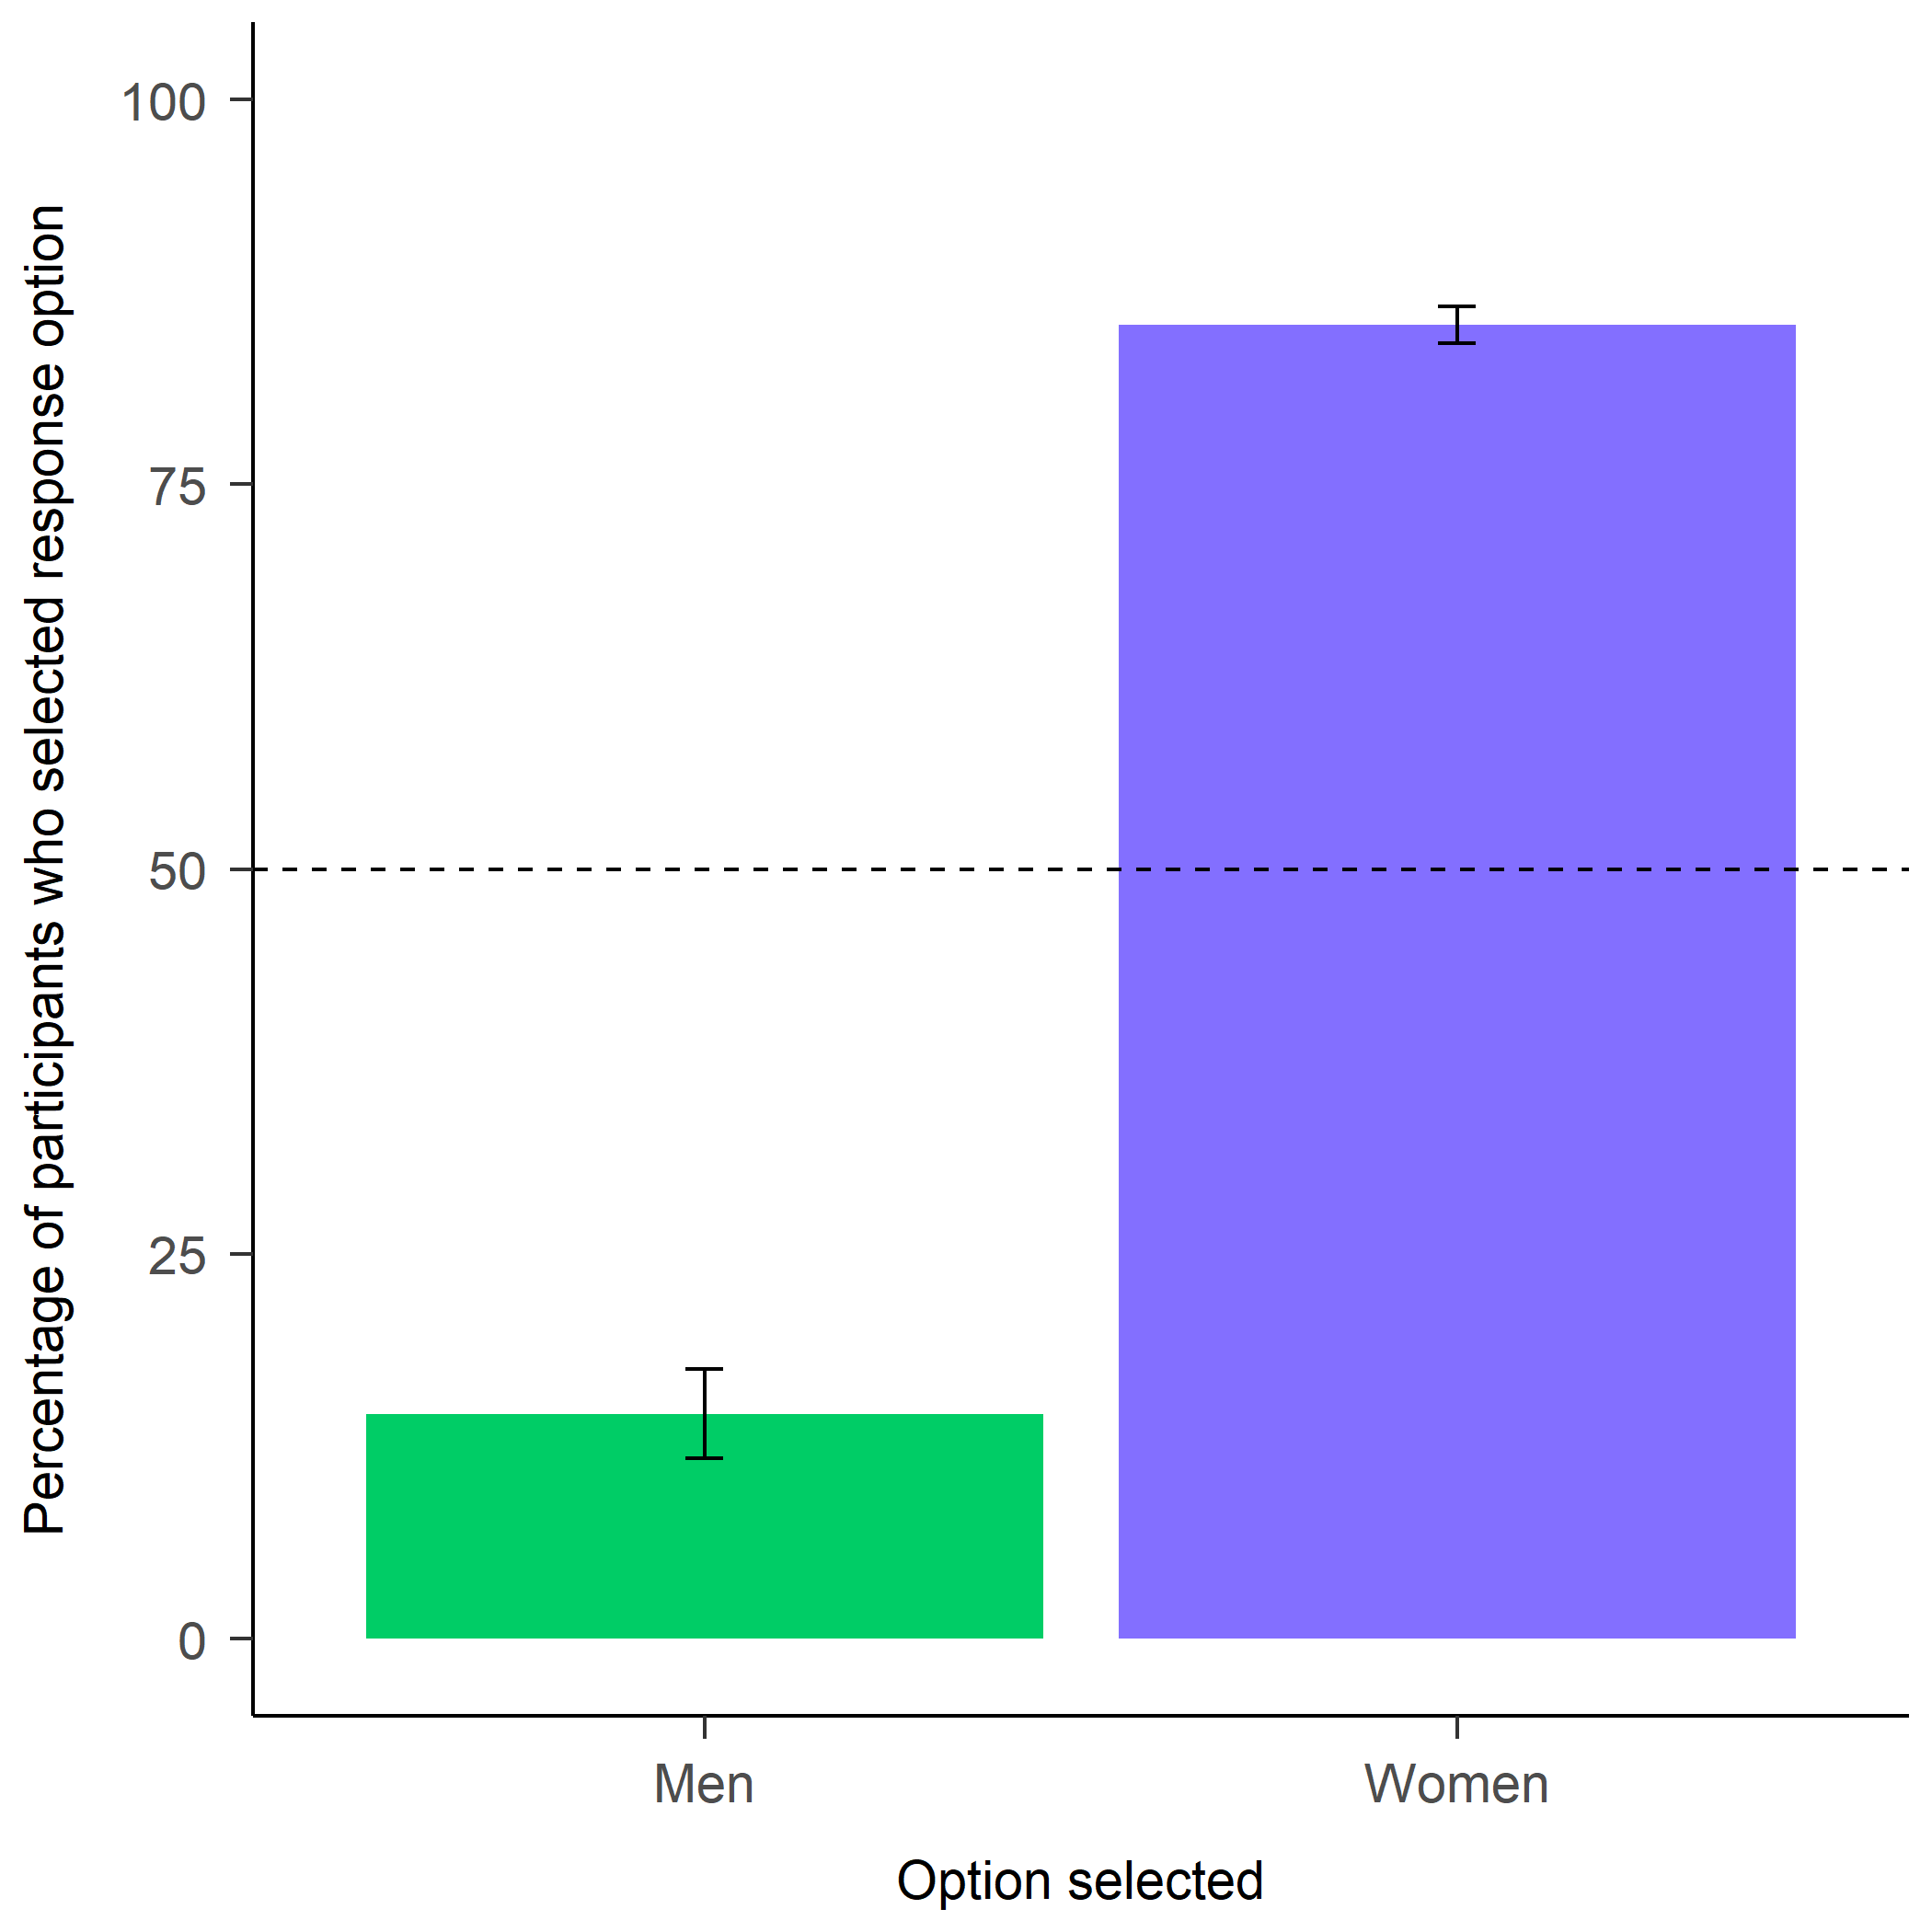 Percentage of participants who selected response option
100
75
50
25
0
Men
Women
Option selected